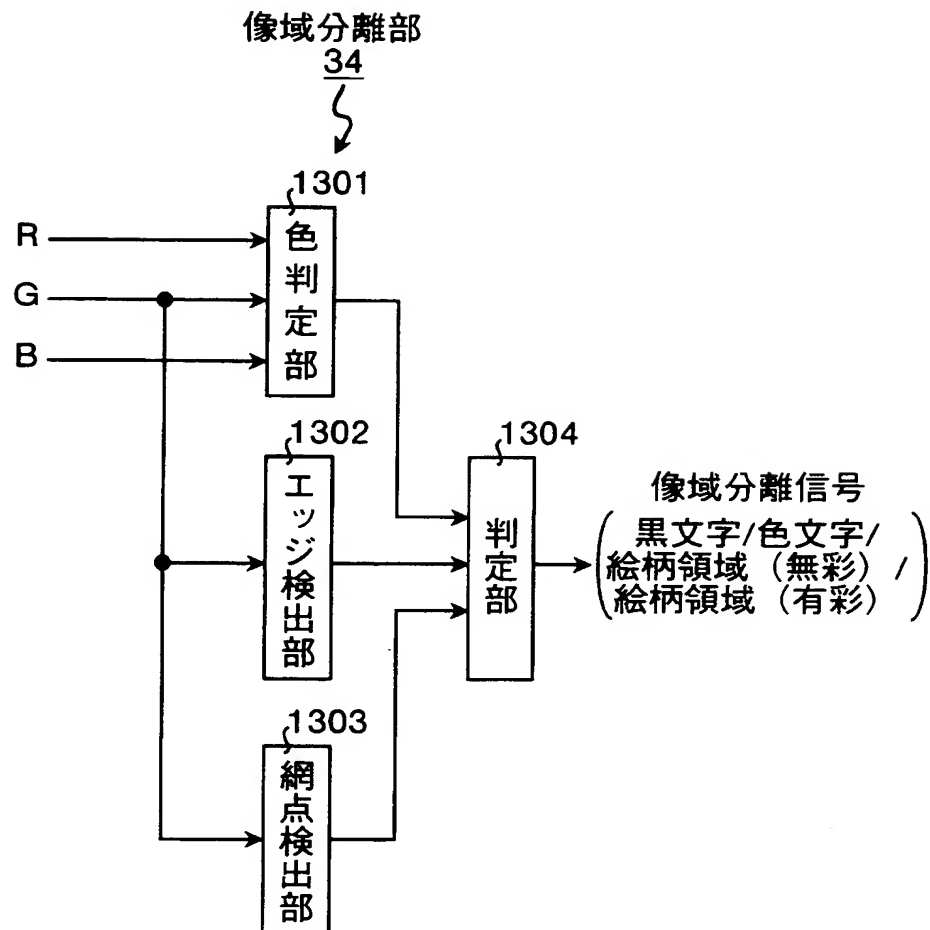 像域分離部
34
1301
R
G
B
色判定部
1302
エッジ検出部
1303
網点検出部
1304
判定部
像域分離信号
黒文字/色文字/
絵柄領域（無彩）/
絵柄領域（有彩）